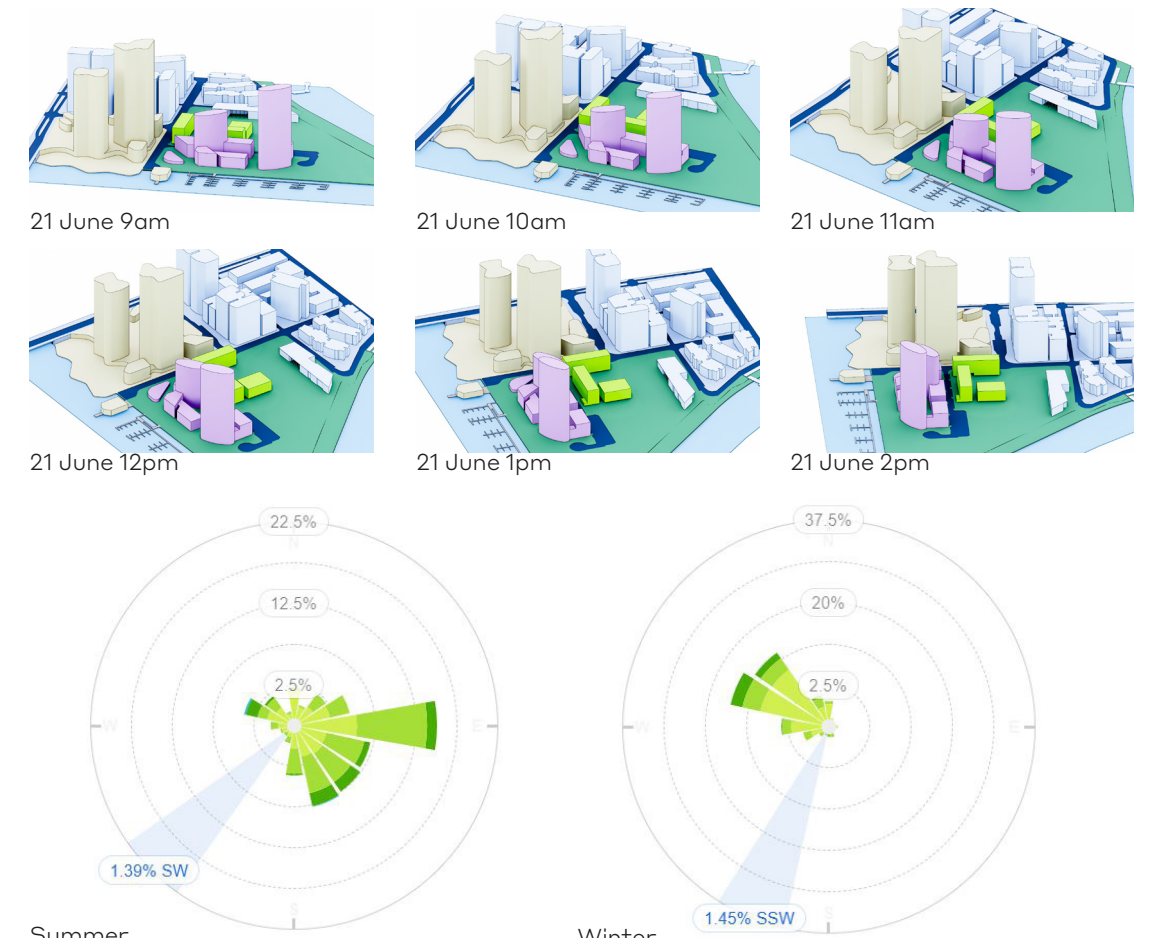 21 June 9am
21 June 10am
21 June 11am
21 June 12pm
21 June 1pm
21 June 2pm
22.5%
N
12.5%
2.5%
W
E
1.39% SW
S
Summer
37.5%
N
20%
2.5%
W
E
1.45% SSW
S
Winter